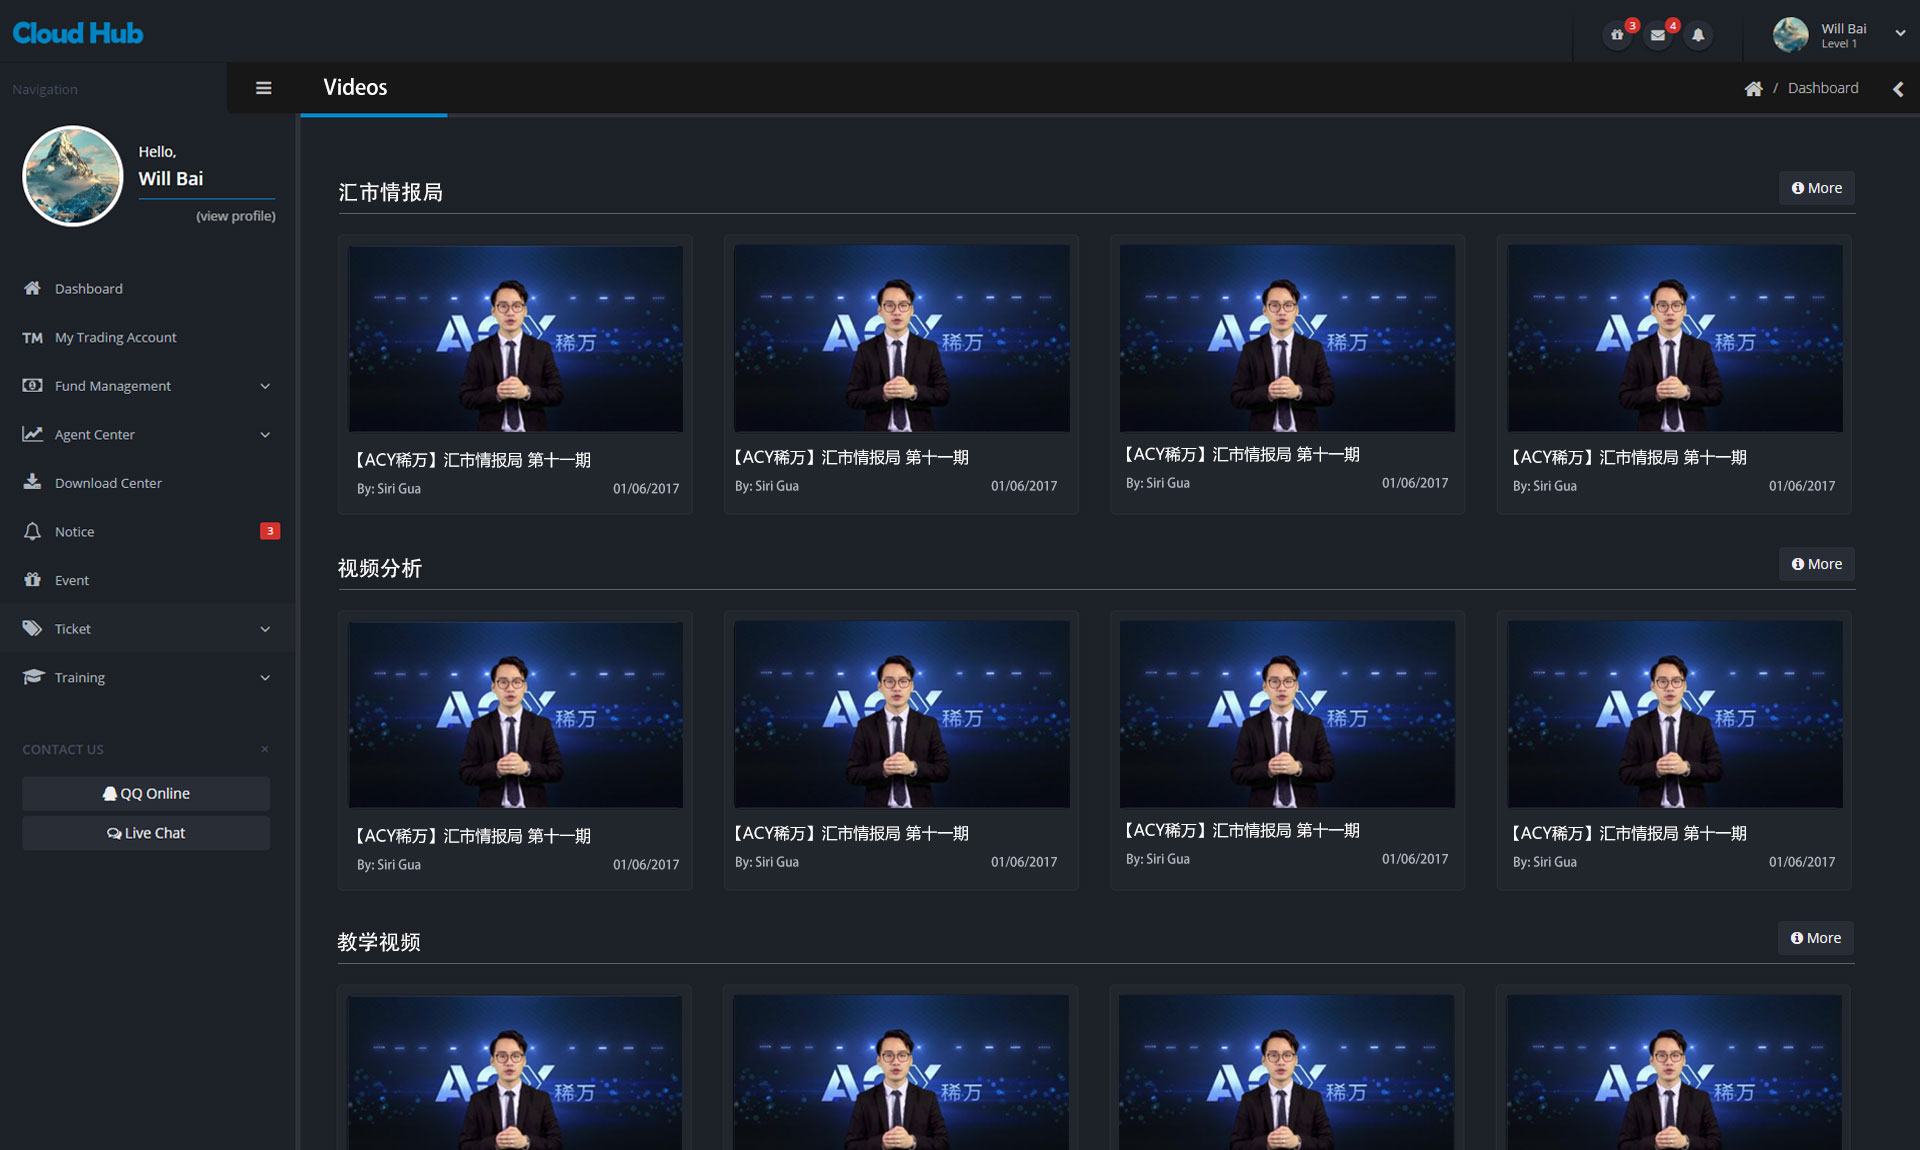 Cloud Hub
3
4
Will Bai
Level 1
Navigation
Videos
/ Dashboard
Hello,
Will Bai
(view profile)
Dashboard
TM My Trading Account
Fund Management
Agent Center
Download Center
Notice 3
Event
Ticket
Training
CONTACT US ×
QQ Online
Live Chat
汇市情报局
More
稀万
稀万
稀万
稀万
【ACY稀万】汇市情报局 第十一期
By: Siri Gua 01/06/2017
【ACY稀万】汇市情报局 第十一期
By: Siri Gua 01/06/2017
【ACY稀万】汇市情报局 第十一期
By: Siri Gua 01/06/2017
【ACY稀万】汇市情报局 第十一期
By: Siri Gua 01/06/2017
视频分析
More
稀万
稀万
稀万
稀万
【ACY稀万】汇市情报局 第十一期
By: Siri Gua 01/06/2017
【ACY稀万】汇市情报局 第十一期
By: Siri Gua 01/06/2017
【ACY稀万】汇市情报局 第十一期
By: Siri Gua 01/06/2017
【ACY稀万】汇市情报局 第十一期
By: Siri Gua 01/06/2017
教学视频
More
稀万
稀万
稀万
稀万